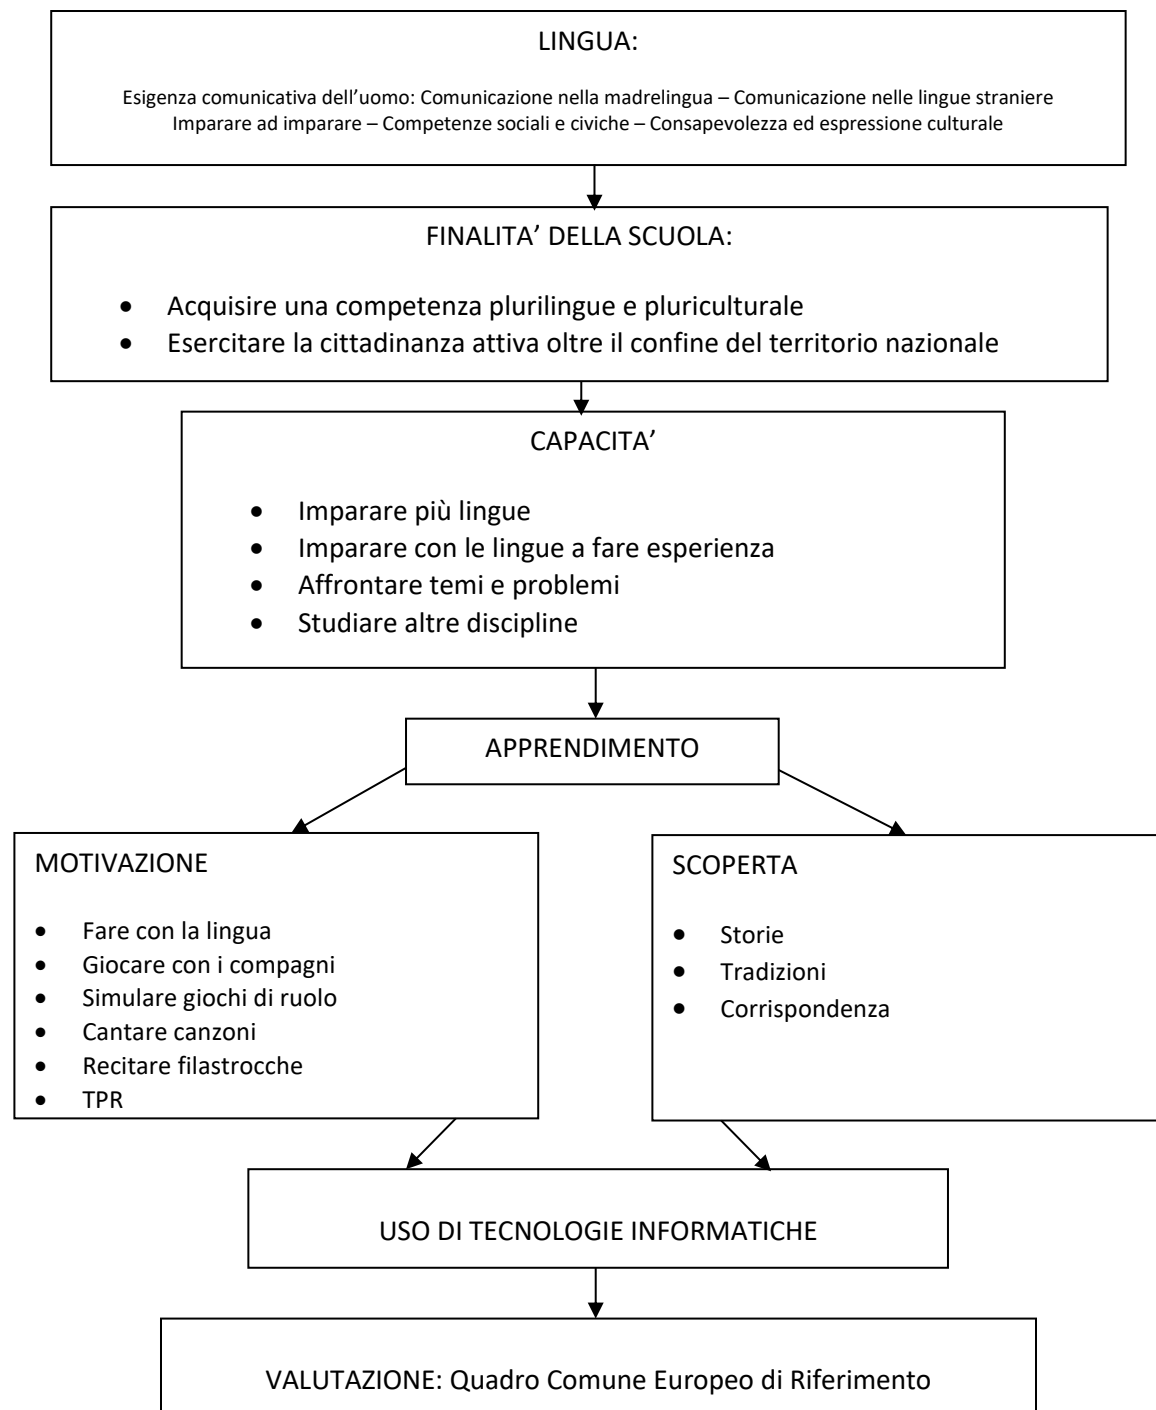 LINGUA:
Esigenza comunicativa dell’uomo: Comunicazione nella madrelingua – Comunicazione nelle lingue straniere
Imparare ad imparare – Competenze sociali e civiche – Consapevolezza ed espressione culturale
FINALITA’ DELLA SCUOLA:
• Acquisire una competenza plurilingue e pluriculturale
• Esercitare la cittadinanza attiva oltre il confine del territorio nazionale
CAPACITA’
• Imparare più lingue
• Imparare con le lingue a fare esperienza
• Affrontare temi e problemi
• Studiare altre discipline
APPRENDIMENTO
MOTIVAZIONE
• Fare con la lingua
• Giocare con i compagni
• Simulare giochi di ruolo
• Cantare canzoni
• Recitare filastrocche
• TPR
SCOPERTA
• Storie
• Tradizioni
• Corrispondenza
USO DI TECNOLOGIE INFORMATICHE
VALUTAZIONE: Quadro Comune Europeo di Riferimento